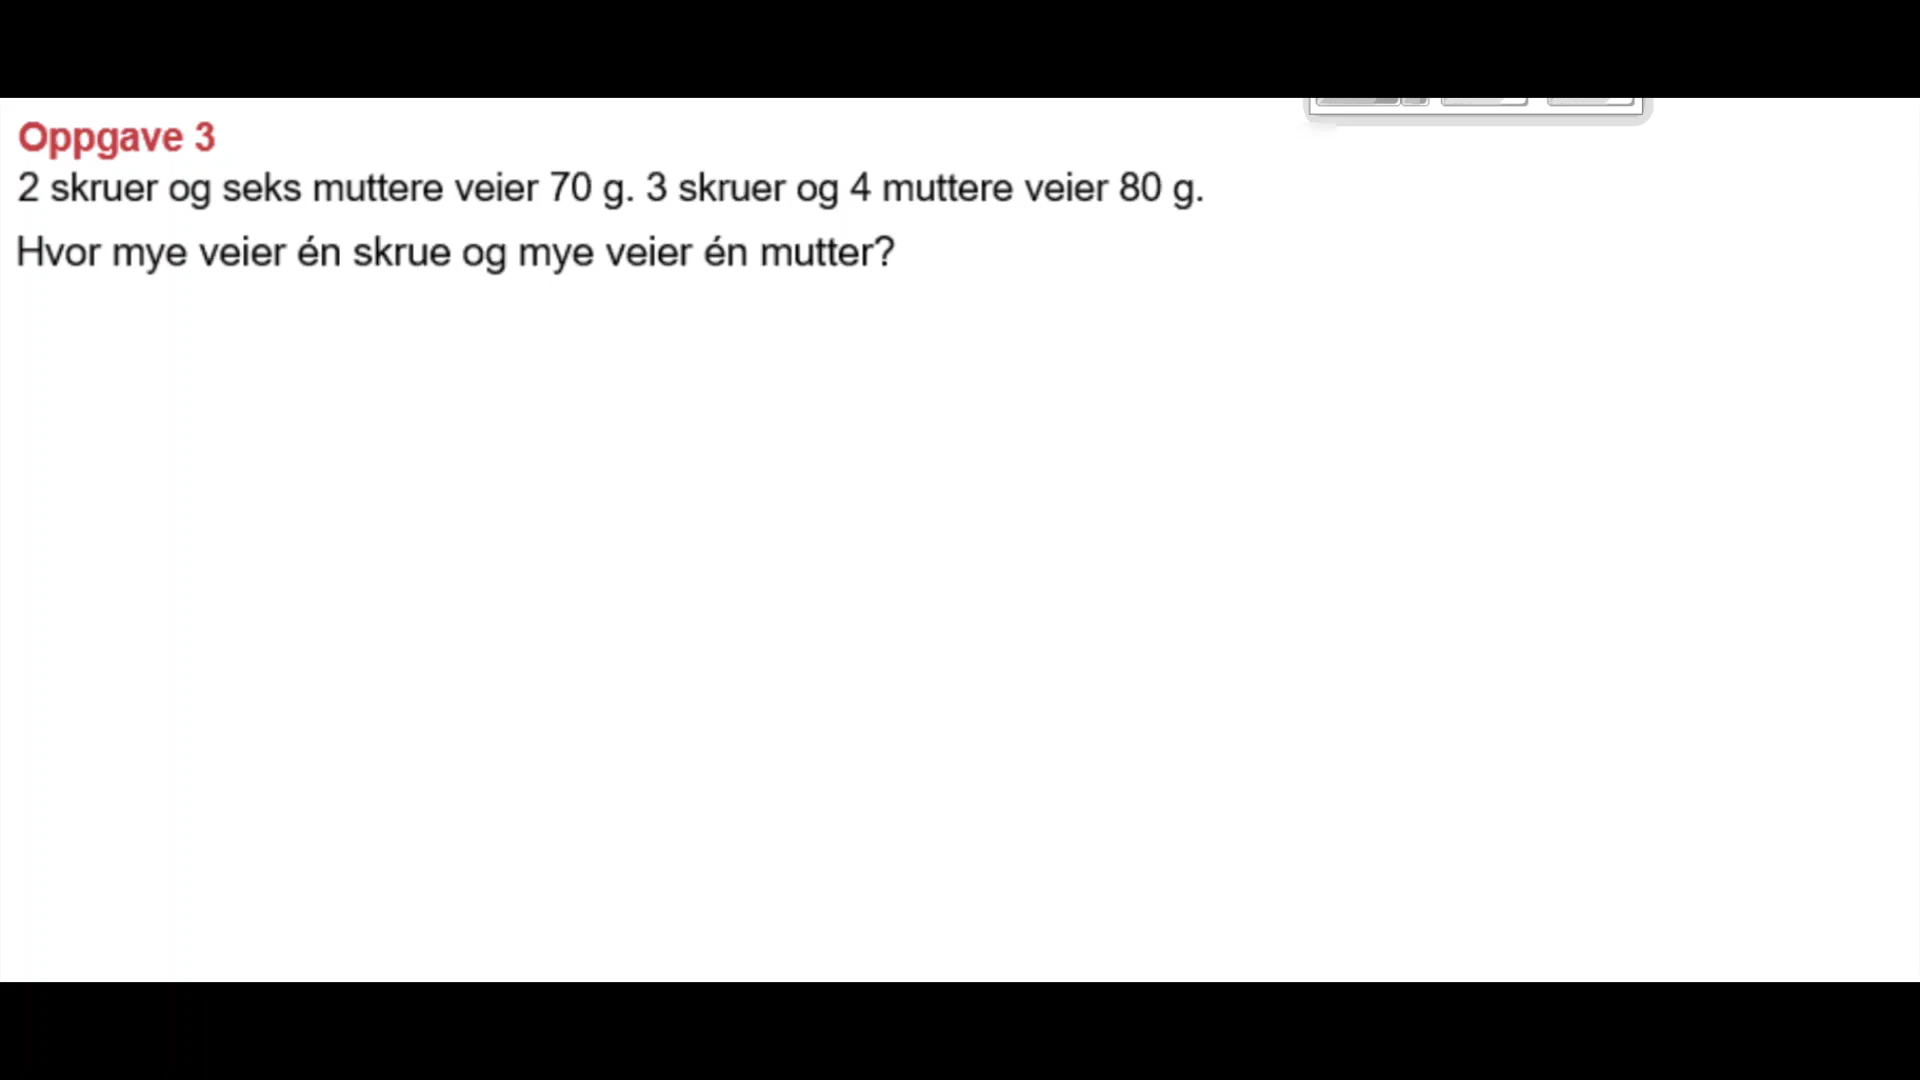 Oppgave 3
2 skruer og seks muttere veier 70 g. 3 skruer og 4 muttere veier 80 g.
Hvor mye veier én skrue og mye veier én mutter?